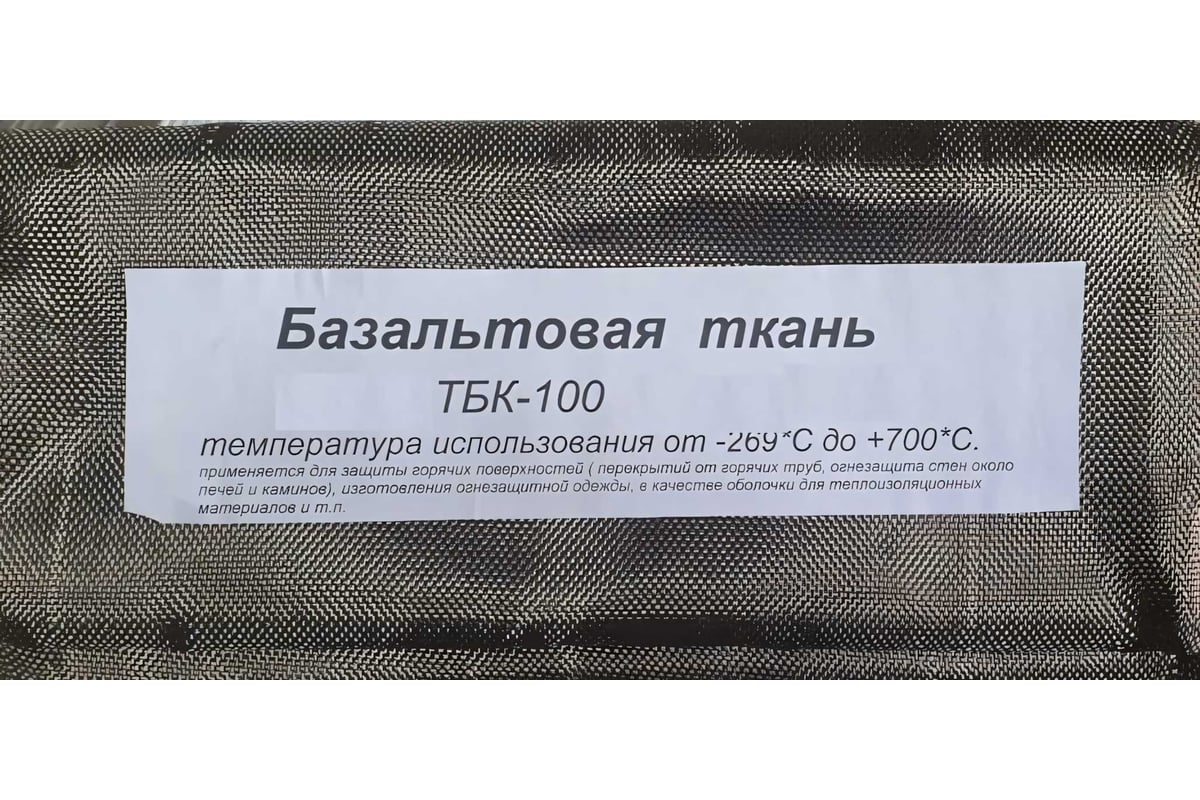 Базальтовая ткань
ТБК-100
температура использования от -269*С до +700*С.
применяется для защиты горячих поверхностей ( перекрытий от горячих труб, огнезащита стен около
печей и каминов), изготовления огнезащитной одежды, в качестве оболочки для теплоизоляционных
материалов и т.п.